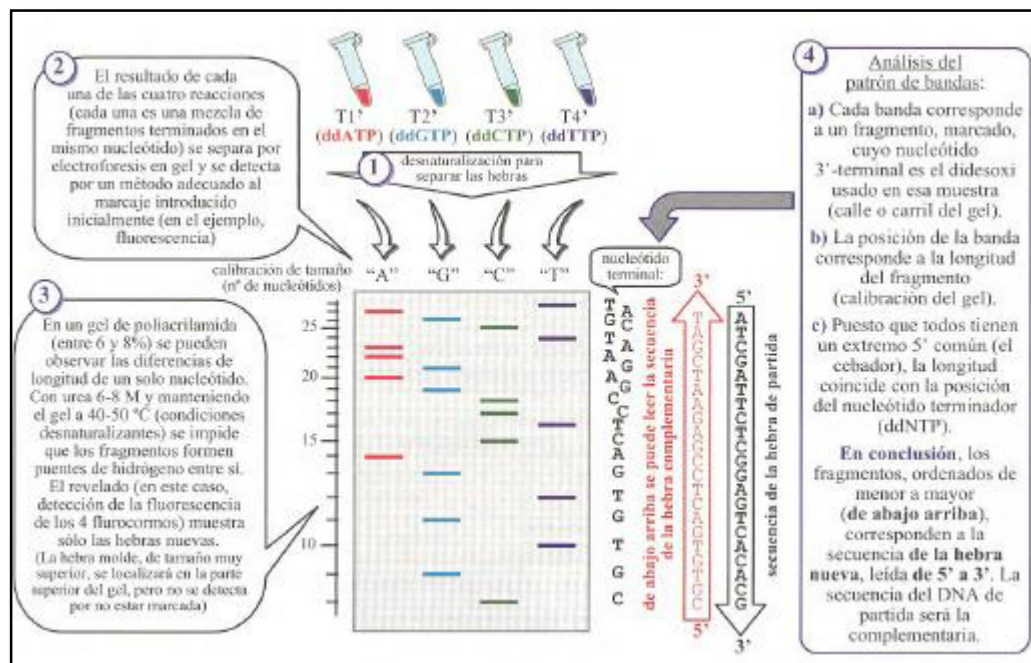 1
T1’ T2’ T3’ T4’
(ddATP) (ddGTP) (ddCTP) (ddTTP)
desnaturalización para
separar las hebras
2
El resultado de cada
una de las cuatro reacciones
(cada una es una mezcla de
fragmentos terminados en el
mismo nucleótido) se separa por
electroforesis en gel y se detecta
por un método adecuado al
marcaje introducido
inicialmente (en el ejemplo,
fluorescencia)
calibración de tamaño
(nº de nucleótidos)
“A” “G” “C” “T”
25
20
15
10
3
En un gel de poliacrilamida
(entre 6 y 8%) se pueden
observar las diferencias de
longitud de un solo nucleótido.
Con urea 6-8 M y manteniendo
el gel a 40-50 ºC (condiciones
desnaturalizantes) se impide
que los fragmentos formen
puentes de hidrógeno entre sí.
El revelado (en este caso,
detección de la fluorescencia
de los 4 flurocormos) muestra
sólo las hebras nuevas.
(La hebra molde, de tamaño muy
superior, se localizará en la parte
superior del gel, pero no se detecta
por no estar marcada)
nucleótido
terminal:
T
A
G
C
T
A
A
G
A
G
C
C
T
C
A
G
T
G
T
G
C
de abajo arriba se puede leer la secuencia
de la hebra complementaria
3’
TAGCTAAGAGCCTCAGTGTGC
5’
5’
ATCGATTCTCGGAGTCACACG
3’
secuencia de la hebra de partida
4
Análisis del
patrón de bandas:
a) Cada banda corresponde
a un fragmento, marcado,
cuyo nucleótido
3’-terminal es el didesoxi
usado en esa muestra
(calle o carril del gel).
b) La posición de la banda
corresponde a la longitud
del fragmento
(calibración del gel).
c) Puesto que todos tienen
un extremo 5’ común (el
cebador), la longitud
coincide con la posición
del nucleótido terminador
(ddNTP).
En conclusión, los
fragmentos, ordenados de
menor a mayor
(de abajo arriba),
corresponden a la
secuencia de la hebra
nueva, leída de 5’ a 3’. La
secuencia del DNA de
partida será la
complementaria.